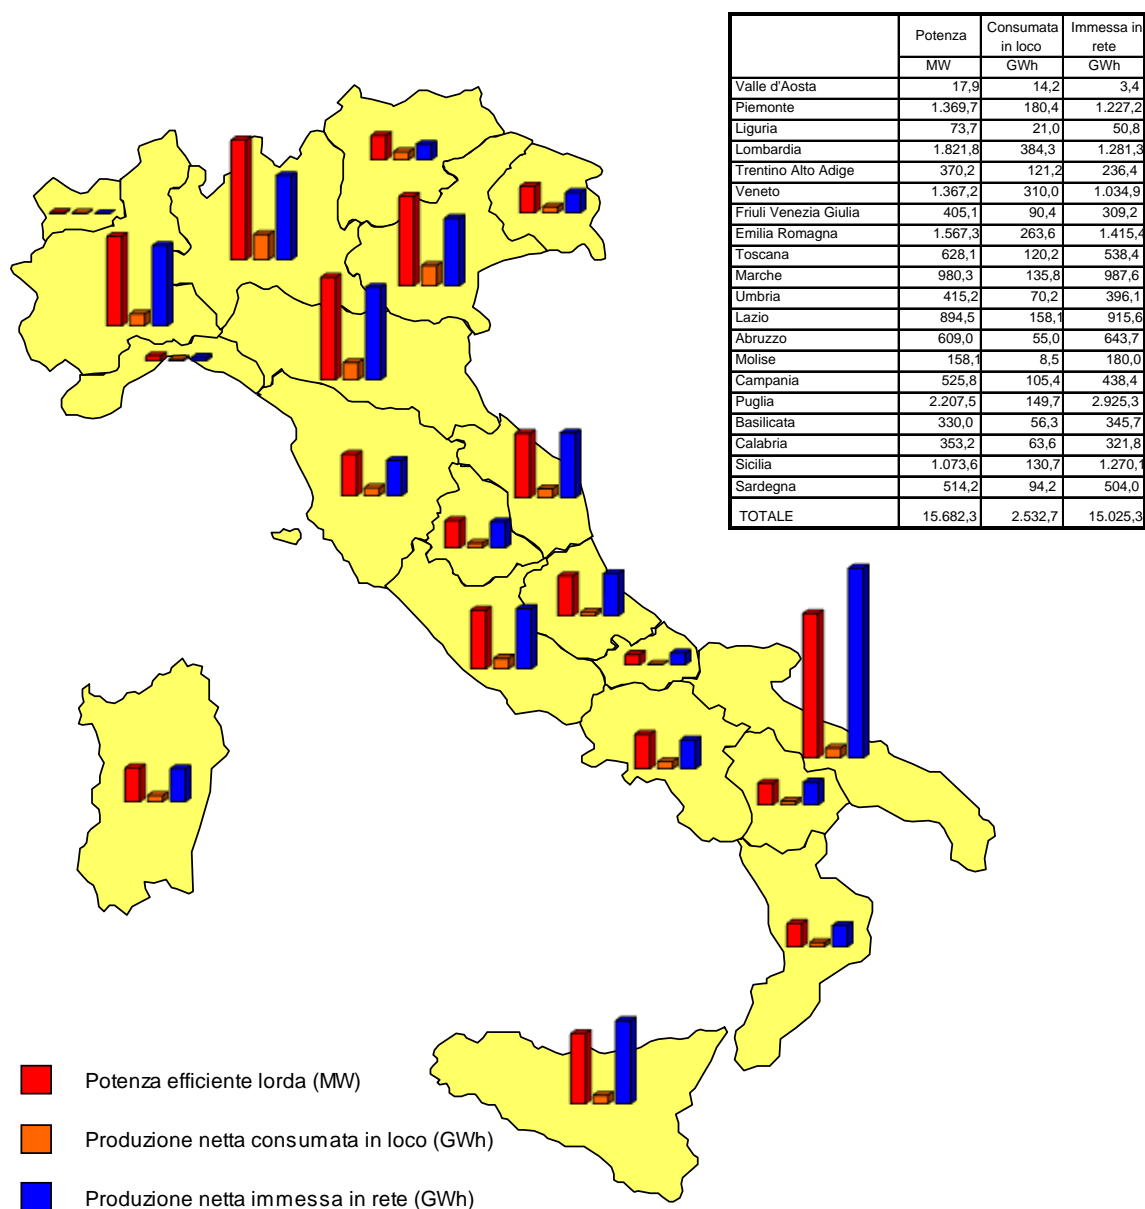 Potenza Consumata in loco Immessa in rete
MW GWh GWh
Valle d'Aosta 17,9 14,2 3,4
Piemonte 1.369,7 180,4 1.227,2
Liguria 73,7 21,0 50,8
Lombardia 1.821,8 384,3 1.281,3
Trentino Alto Adige 370,2 121,2 236,4
Veneto 1.367,2 310,0 1.034,9
Friuli Venezia Giulia 405,1 90,4 309,2
Emilia Romagna 1.567,3 263,6 1.415,4
Toscana 628,1 120,2 538,4
Marche 980,3 135,8 987,6
Umbria 415,2 70,2 396,1
Lazio 894,5 158,1 915,6
Abruzzo 609,0 55,0 643,7
Molise 158,1 8,5 180,0
Campania 525,8 105,4 438,4
Puglia 2.207,5 149,7 2.925,3
Basilicata 330,0 56,3 345,7
Calabria 353,2 63,6 321,8
Sicilia 1.073,6 130,7 1.270,1
Sardegna 514,2 94,2 504,0
TOTALE 15.682,3 2.532,7 15.025,3
Potenza efficiente lorda (MW)
Produzione netta consumata in loco (GWh)
Produzione netta immessa in rete (GWh)